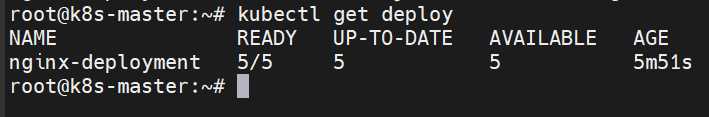 root@k8s-master:~# kubectl get deploy
NAME               READY   UP-TO-DATE   AVAILABLE   AGE
nginx-deployment   5/5     5            5           5m51s
root@k8s-master:~#